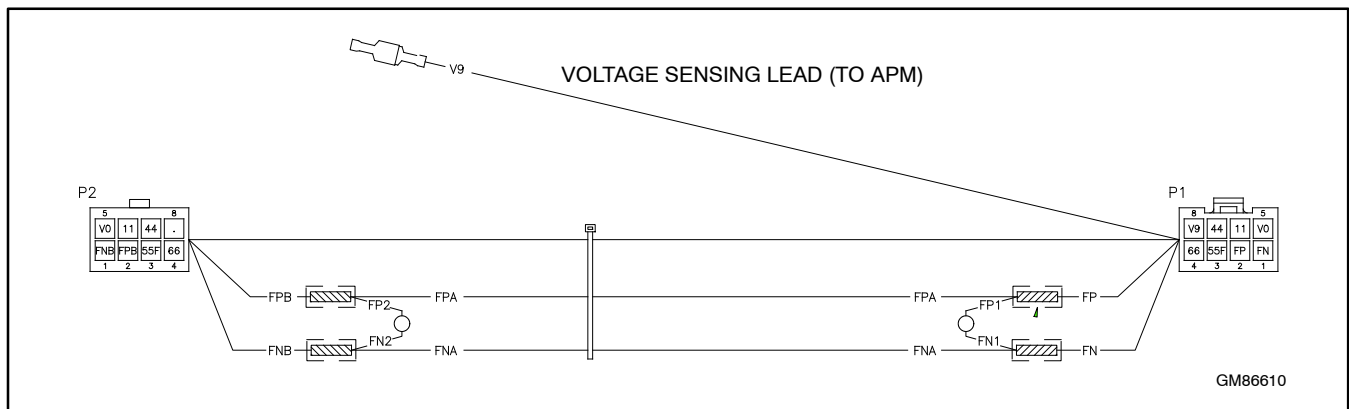 V9
VOLTAGE SENSING LEAD (TO APM)
P2
5 8
V0 11 44 .
FNB FPB 55F 66
1 2 3 4
P1
8 5
V9 44 11 V0
66 55F FP FN
4 3 2 1
FPB FP2 FPA FPA FP1 FP
FNB FN2 FNA FNA FN1 FN
GM86610